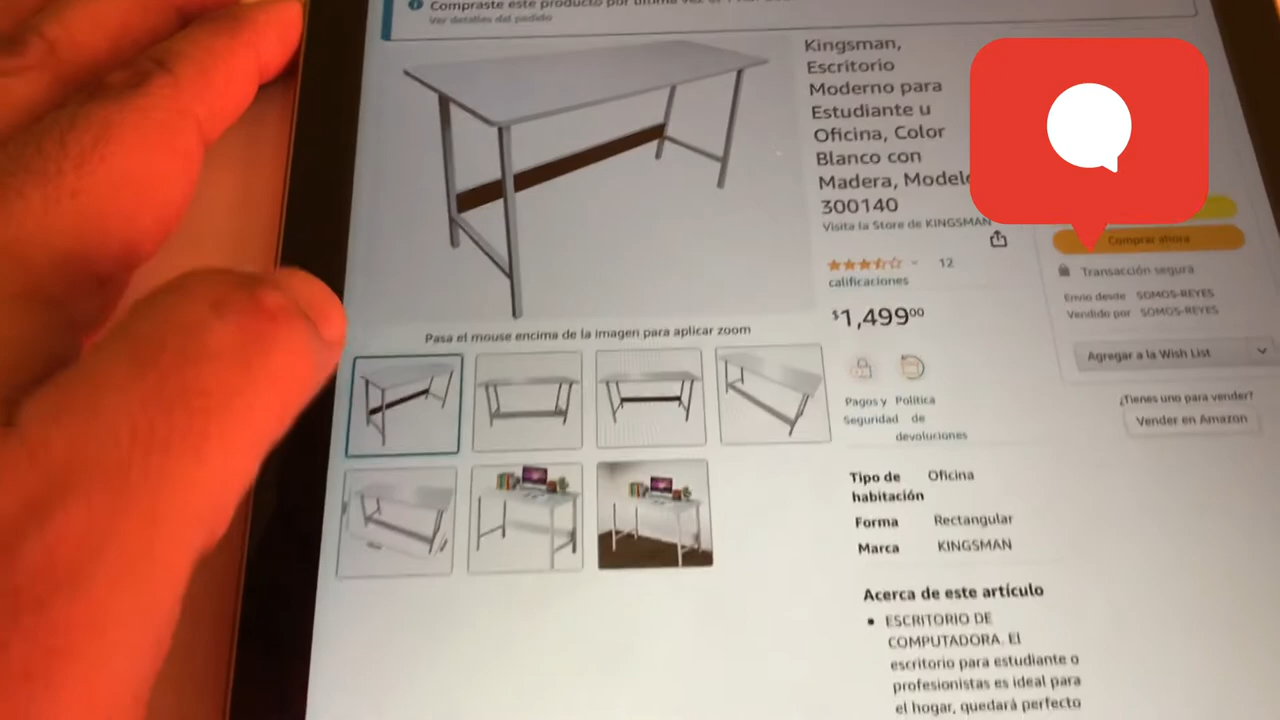 Compraste este producto por última vez el
Ver detalles del pedido
Kingsman,
Escritorio
Moderno para
Estudiante u
Oficina, Color
Blanco con
Madera, Modelo
300140
Visita la Store de KINGSMAN
12
calificaciones
$1,49900
Pasa el mouse encima de la imagen para aplicar zoom
Pagos y Seguridad
Política de devoluciones
Tipo de habitación Oficina
Forma Rectangular
Marca KINGSMAN
Acerca de este artículo
• ESCRITORIO DE
COMPUTADORA. El
escritorio para estudiante o
profesionistas es ideal para
el hogar, quedará perfecto
Comprar ahora
Transacción segura
Envío desde SOMOS-REYES
Vendido por SOMOS-REYES
Agregar a la Wish List
¿Tienes uno para vender?
Vender en Amazon